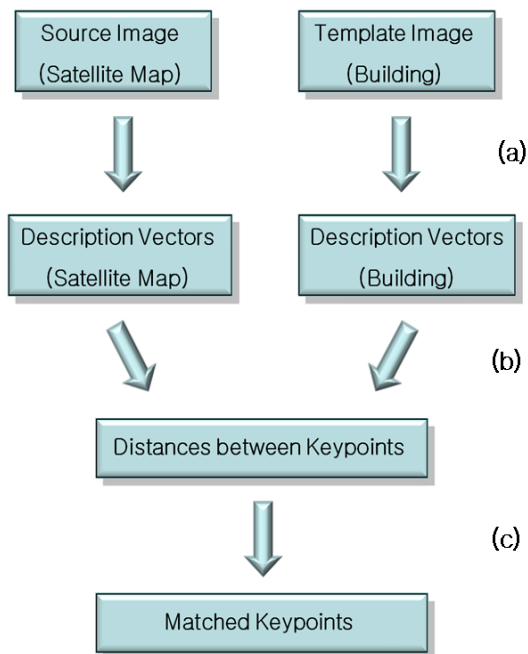 Source Image
(Satellite Map)
Template Image
(Building)
(a)
Description Vectors
(Satellite Map)
Description Vectors
(Building)
(b)
Distances between Keypoints
(c)
Matched Keypoints